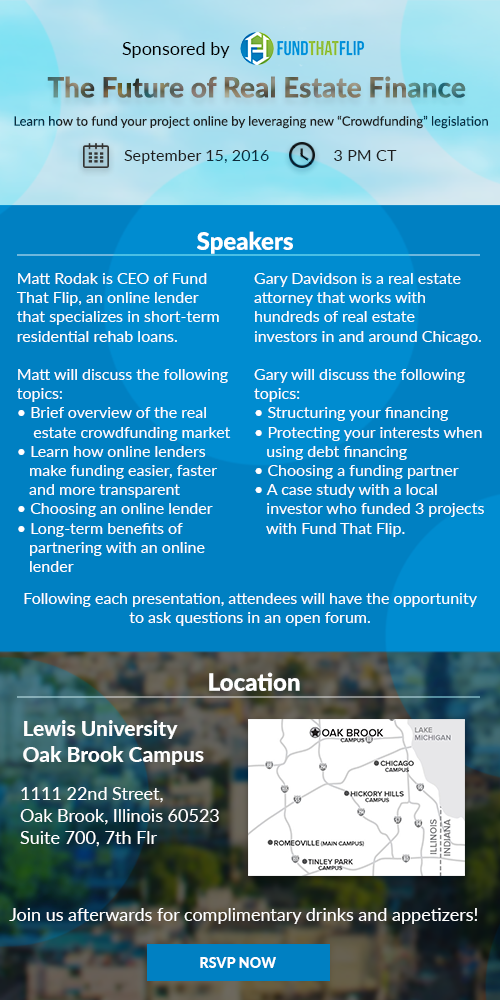 Sponsored by FUNDTHATFLIP
The Future of Real Estate Finance
Learn how to fund your project online by leveraging new “Crowdfunding” legislation
September 15, 2016 3 PM CT
Speakers
Matt Rodak is CEO of Fund
That Flip, an online lender
that specializes in short-term
residential rehab loans.
Matt will discuss the following
topics:
• Brief overview of the real
estate crowdfunding market
• Learn how online lenders
make funding easier, faster
and more transparent
• Choosing an online lender
• Long-term benefits of
partnering with an online
lender
Gary Davidson is a real estate
attorney that works with
hundreds of real estate
investors in and around Chicago.
Gary will discuss the following
topics:
• Structuring your financing
• Protecting your interests when
using debt financing
• Choosing a funding partner
• A case study with a local
investor who funded 3 projects
with Fund That Flip.
Following each presentation, attendees will have the opportunity
to ask questions in an open forum.
Location
Lewis University
Oak Brook Campus
1111 22nd Street,
Oak Brook, Illinois 60523
Suite 700, 7th Flr
OAK BROOK
CAMPUS
LAKE
MICHIGAN
CHICAGO
CAMPUS
HICKORY HILLS
CAMPUS
ROMEOVILLE (MAIN CAMPUS)
TINLEY PARK
CAMPUS
ILLINOIS
INDIANA
Join us afterwards for complimentary drinks and appetizers!
RSVP NOW